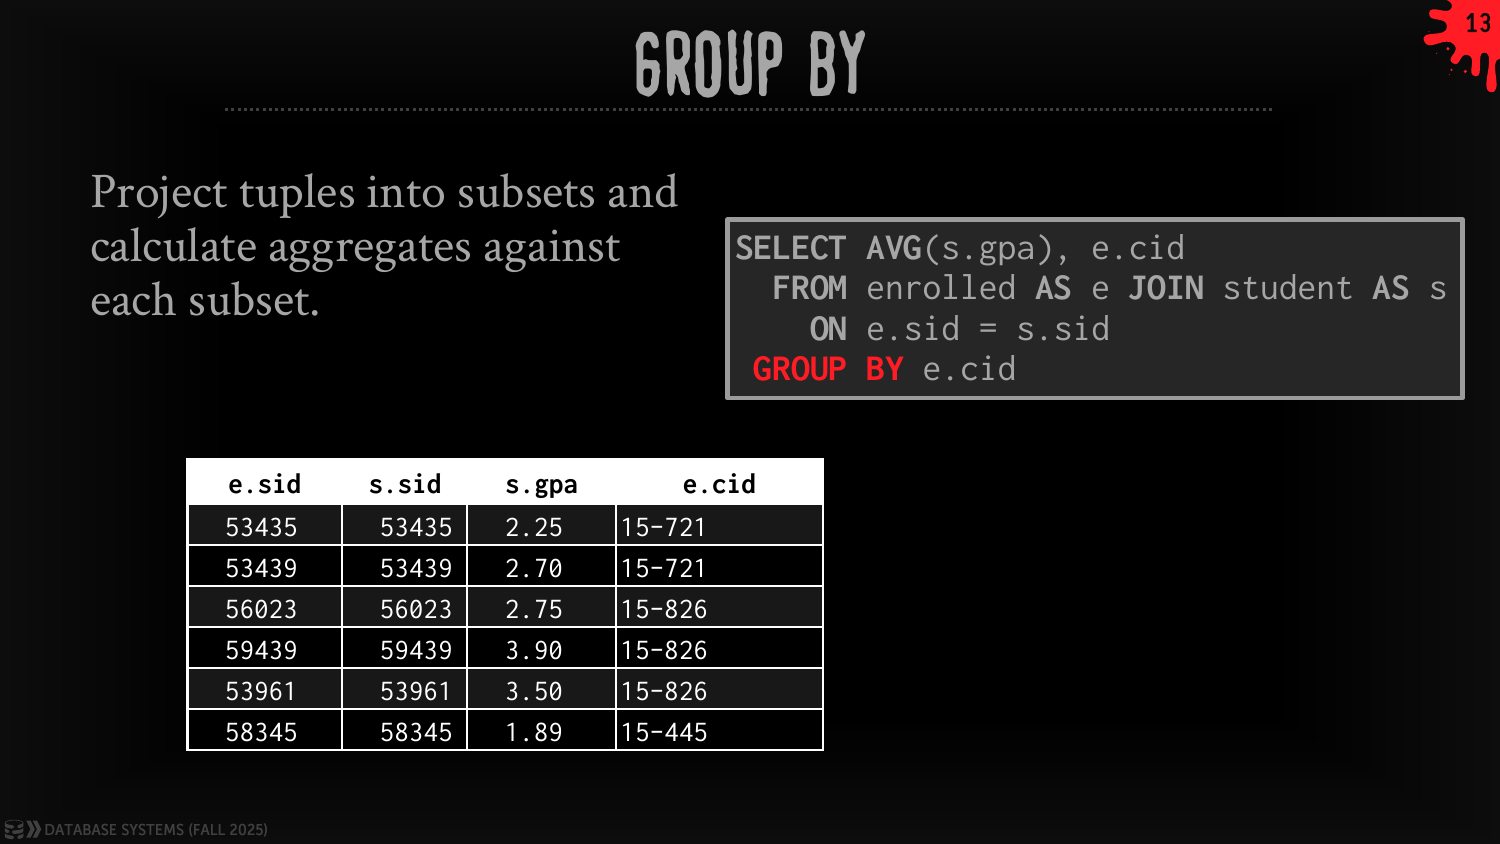 GROUP BY
13
Project tuples into subsets and
calculate aggregates against
each subset.
SELECT AVG(s.gpa), e.cid
FROM enrolled AS e JOIN student AS s
ON e.sid = s.sid
GROUP BY e.cid
e.sid s.sid s.gpa e.cid
53435 53435 2.25 15-721
53439 53439 2.70 15-721
56023 56023 2.75 15-826
59439 59439 3.90 15-826
53961 53961 3.50 15-826
58345 58345 1.89 15-445
DATABASE SYSTEMS (FALL 2025)